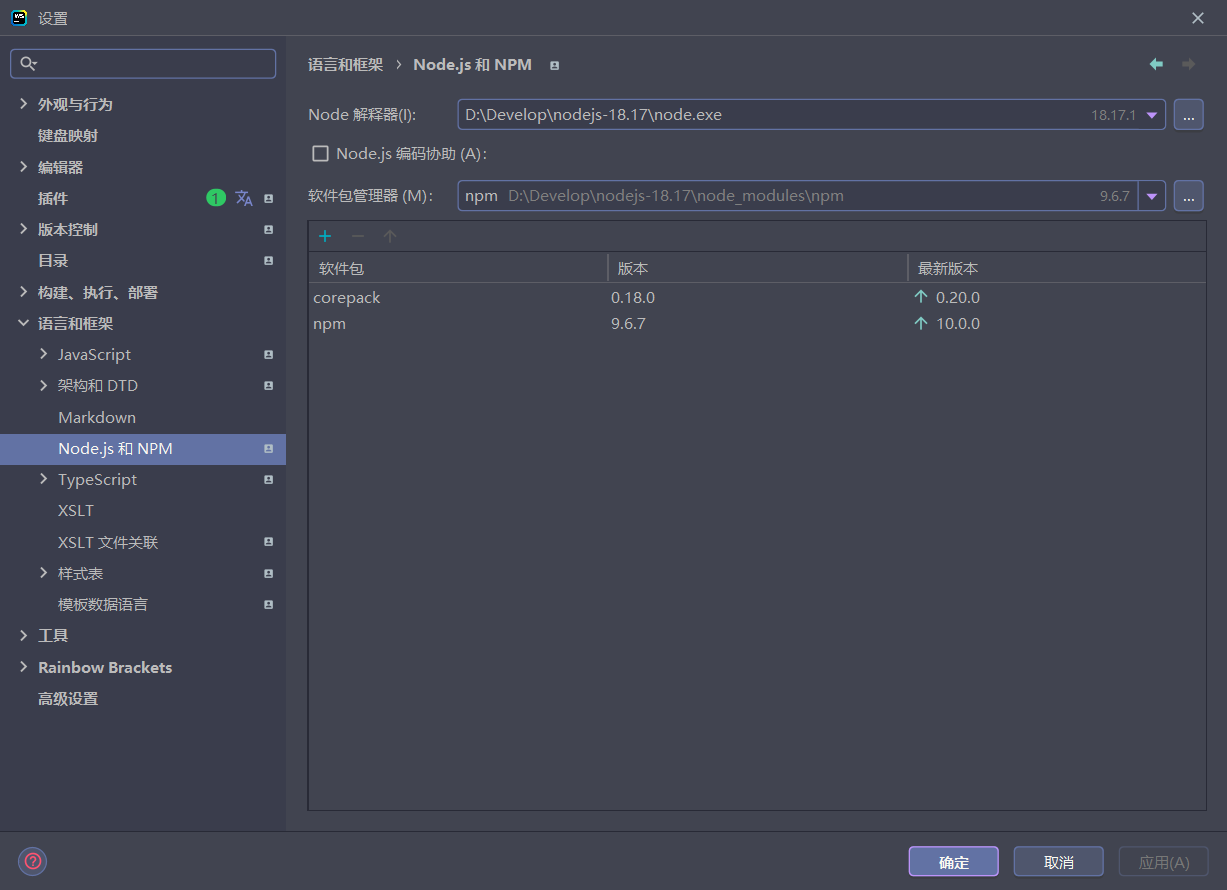 WS 设置
语言和框架 › Node.js 和 NPM
外观与行为
键盘映射
编辑器
插件 1
版本控制
目录
构建、执行、部署
语言和框架
JavaScript
架构和 DTD
Markdown
Node.js 和 NPM
TypeScript
XSLT
XSLT 文件关联
样式表
模板数据语言
工具
Rainbow Brackets
高级设置
Node 解释器(I): D:\Develop\nodejs-18.17\node.exe 18.17.1 ...
Node.js 编码协助 (A):
软件包管理器 (M): npm D:\Develop\nodejs-18.17\node_modules\npm 9.6.7 ...
软件包 版本 最新版本
corepack 0.18.0 0.20.0
npm 9.6.7 10.0.0
? 确定 取消 应用(A)